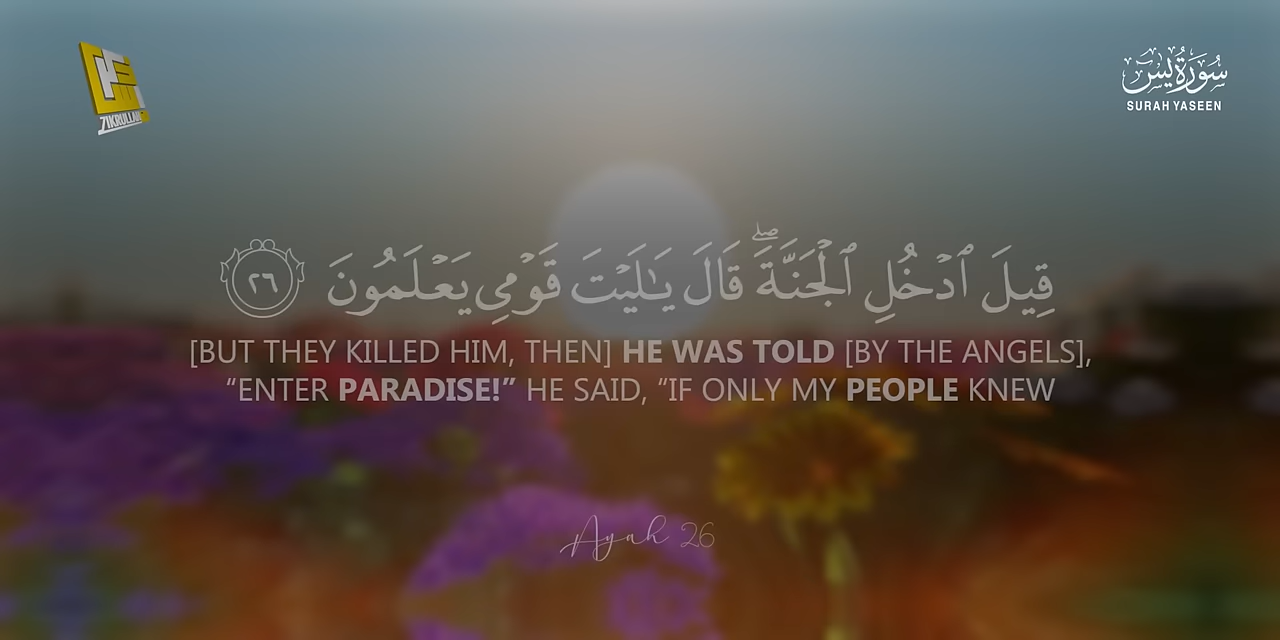 ZIKRULLAH
سُورَةُ يس
SURAH YASEEN
قِيلَ ٱدۡخُلِ ٱلۡجَنَّةَۖ قَالَ يَٰلَيۡتَ قَوۡمِي يَعۡلَمُونَ ٢٦
[BUT THEY KILLED HIM, THEN] HE WAS TOLD [BY THE ANGELS],
“ENTER PARADISE!” HE SAID, “IF ONLY MY PEOPLE KNEW
Ayah 26